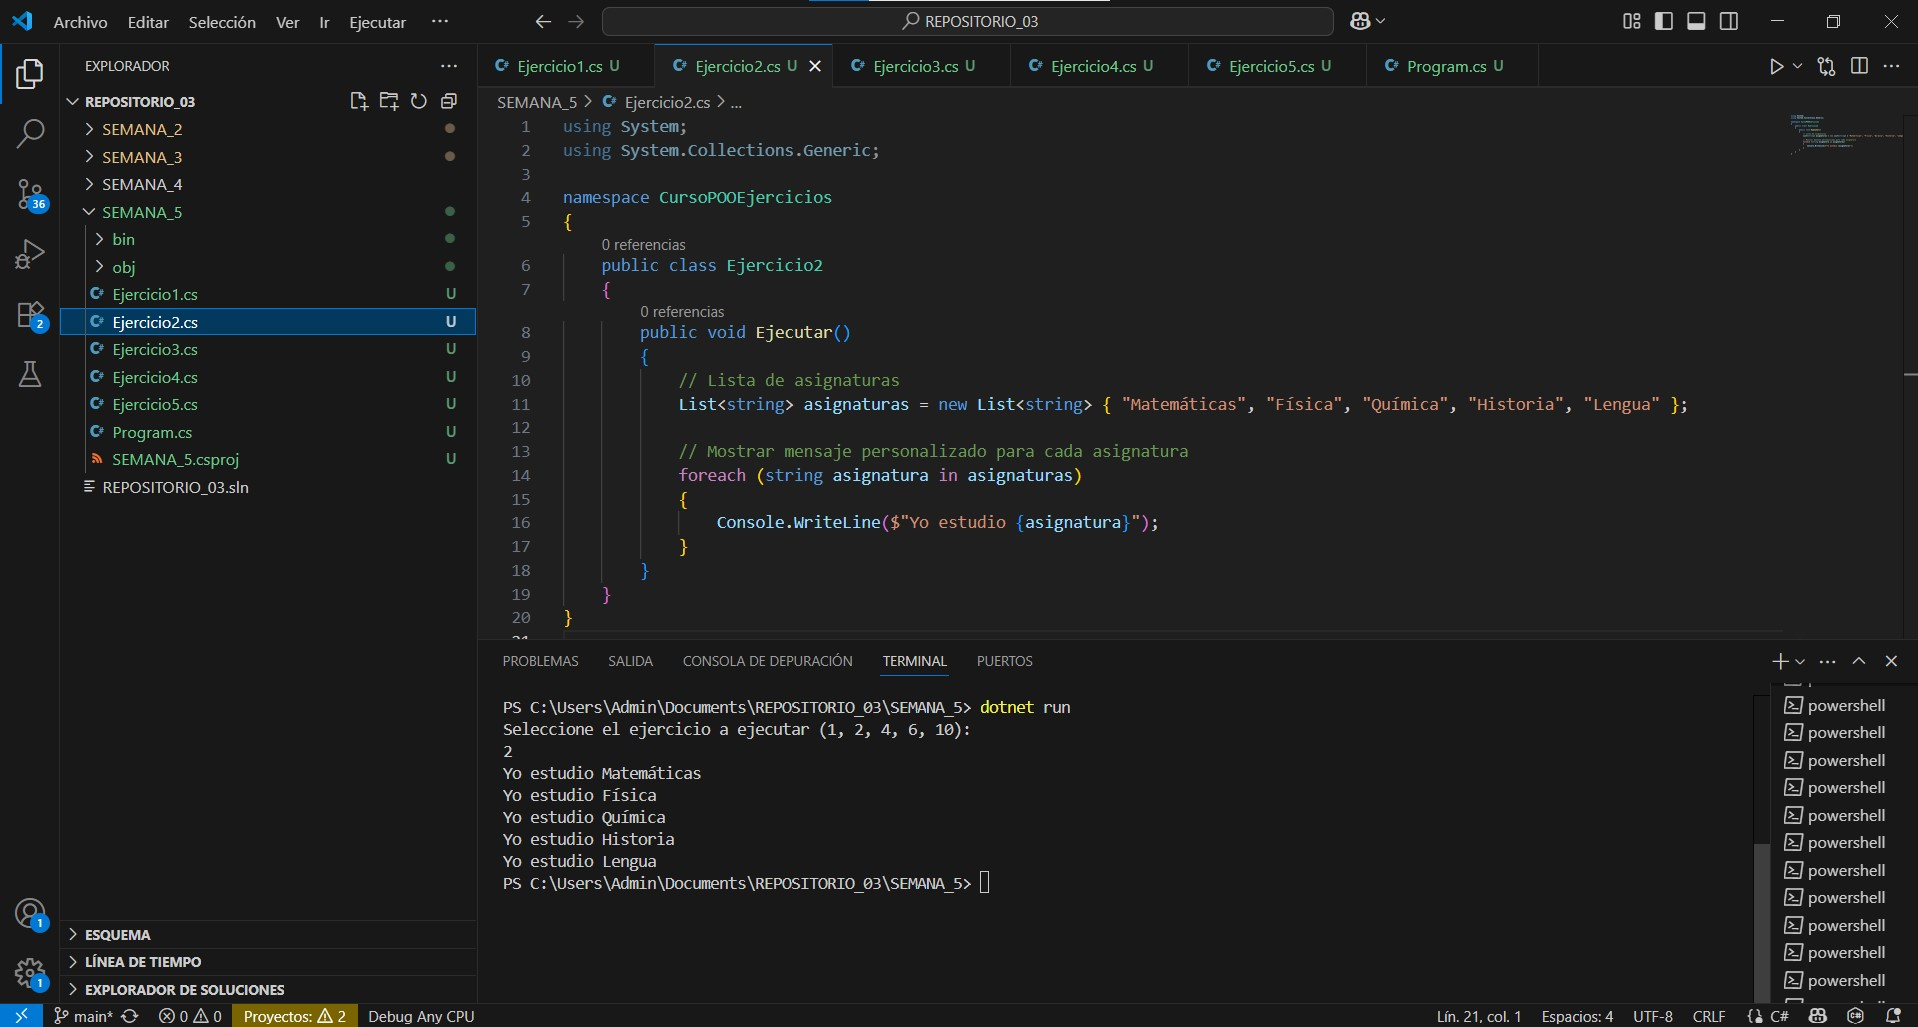 Archivo Editar Selección Ver Ir Ejecutar ···
REPOSITORIO_03
EXPLORADOR ···
REPOSITORIO_03
SEMANA_2
SEMANA_3
SEMANA_4
SEMANA_5
bin
obj
Ejercicio1.cs U
Ejercicio2.cs U
Ejercicio3.cs U
Ejercicio4.cs U
Ejercicio5.cs U
Program.cs U
SEMANA_5.csproj U
REPOSITORIO_03.sln
36
2
1
1
ESQUEMA
LÍNEA DE TIEMPO
EXPLORADOR DE SOLUCIONES
C# Ejercicio1.cs U C# Ejercicio2.cs U C# Ejercicio3.cs U C# Ejercicio4.cs U C# Ejercicio5.cs U C# Program.cs U
SEMANA_5 > C# Ejercicio2.cs > ...
1 using System;
2 using System.Collections.Generic;
3
4 namespace CursoPOOEjercicios
5 {
0 referencias
6 public class Ejercicio2
7 {
0 referencias
8 public void Ejecutar()
9 {
10 // Lista de asignaturas
11 List<string> asignaturas = new List<string> { "Matemáticas", "Física", "Química", "Historia", "Lengua" };
12
13 // Mostrar mensaje personalizado para cada asignatura
14 foreach (string asignatura in asignaturas)
15 {
16 Console.WriteLine($"Yo estudio {asignatura}");
17 }
18 }
19 }
20 }
21
PROBLEMAS SALIDA CONSOLA DE DEPURACIÓN TERMINAL PUERTOS
PS C:\Users\Admin\Documents\REPOSITORIO_03\SEMANA_5> dotnet run
Seleccione el ejercicio a ejecutar (1, 2, 4, 6, 10):
2
Yo estudio Matemáticas
Yo estudio Física
Yo estudio Química
Yo estudio Historia
Yo estudio Lengua
PS C:\Users\Admin\Documents\REPOSITORIO_03\SEMANA_5>
powershell
powershell
powershell
powershell
powershell
powershell
powershell
powershell
powershell
powershell
powershell
main* 0 0 Proyectos: 2 Debug Any CPU
Lín. 21, col. 1 Espacios: 4 UTF-8 CRLF C#